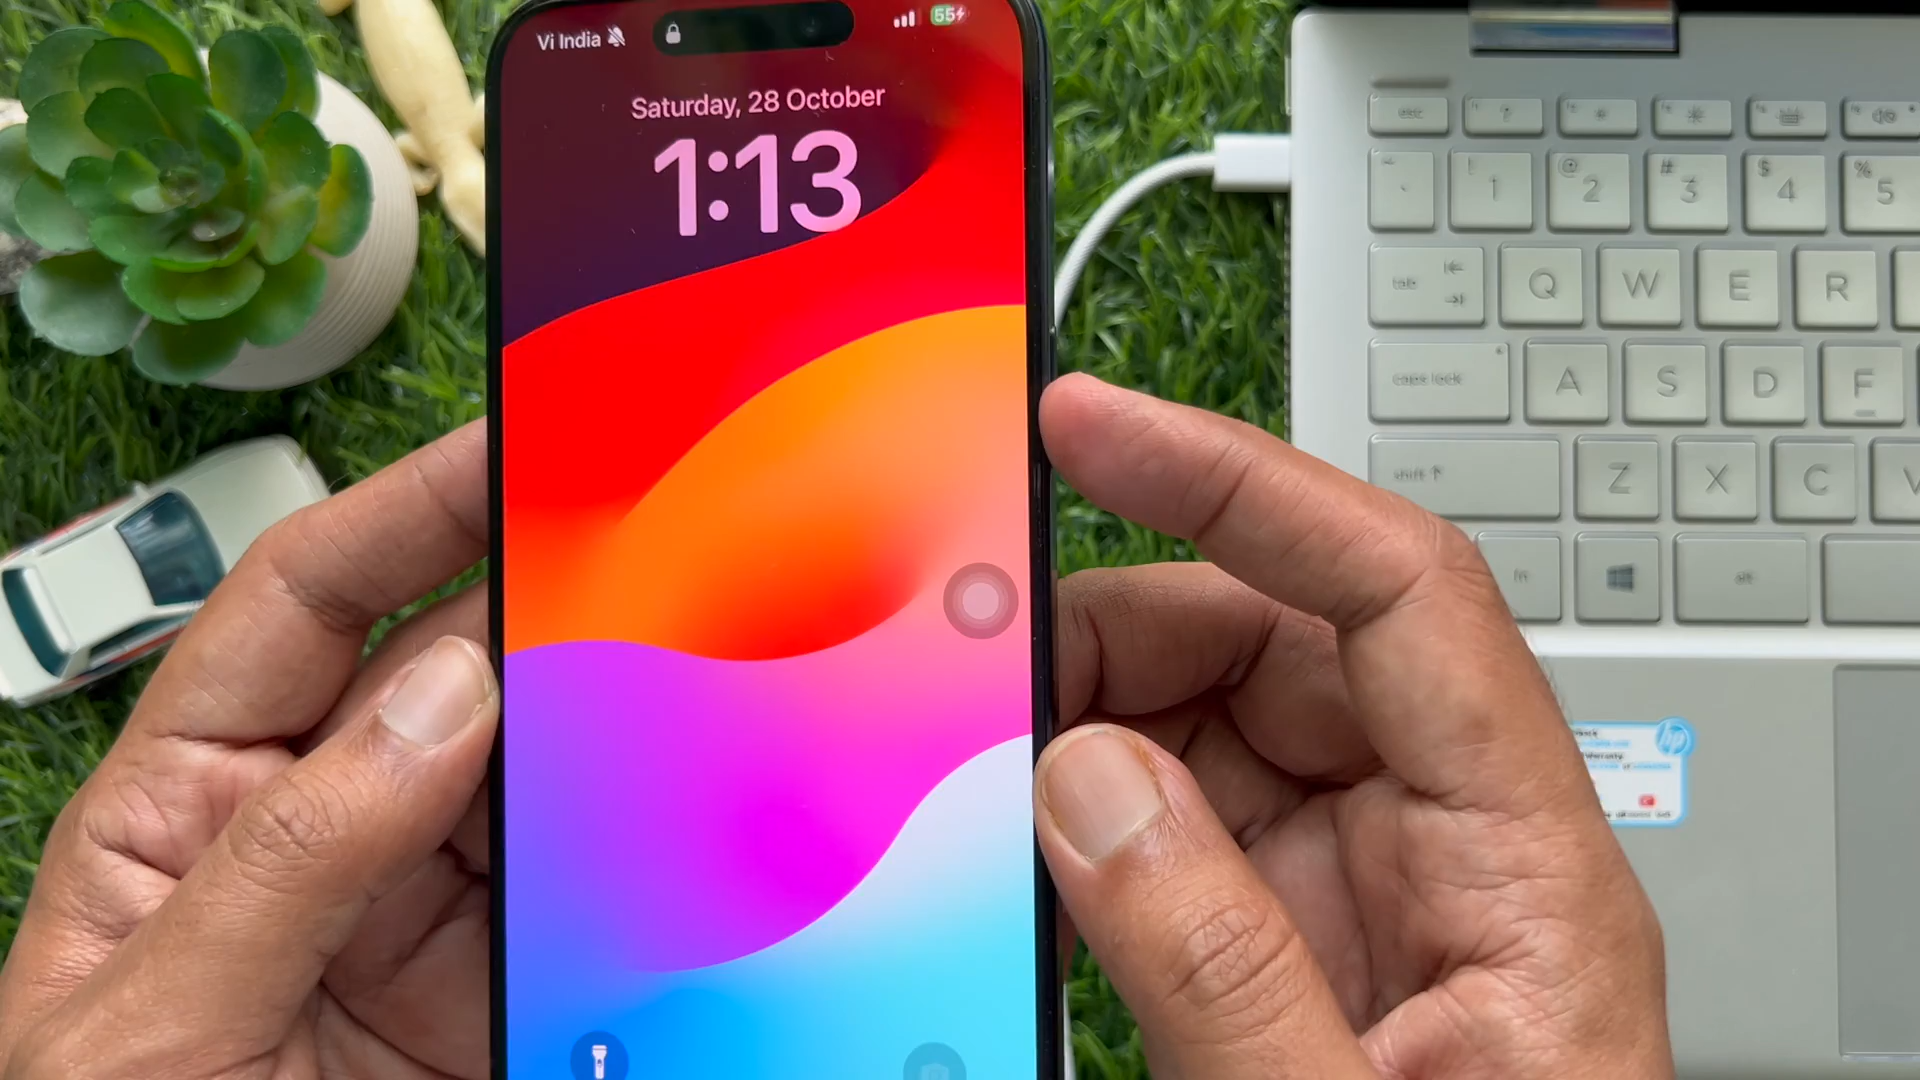 Vi India
55
Saturday, 28 October
1:13
esc
! 1 @ 2 # 3 $ 4 % 5
tab Q W E R
caps lock A S D F
shift Z X C V
fn alt
hp